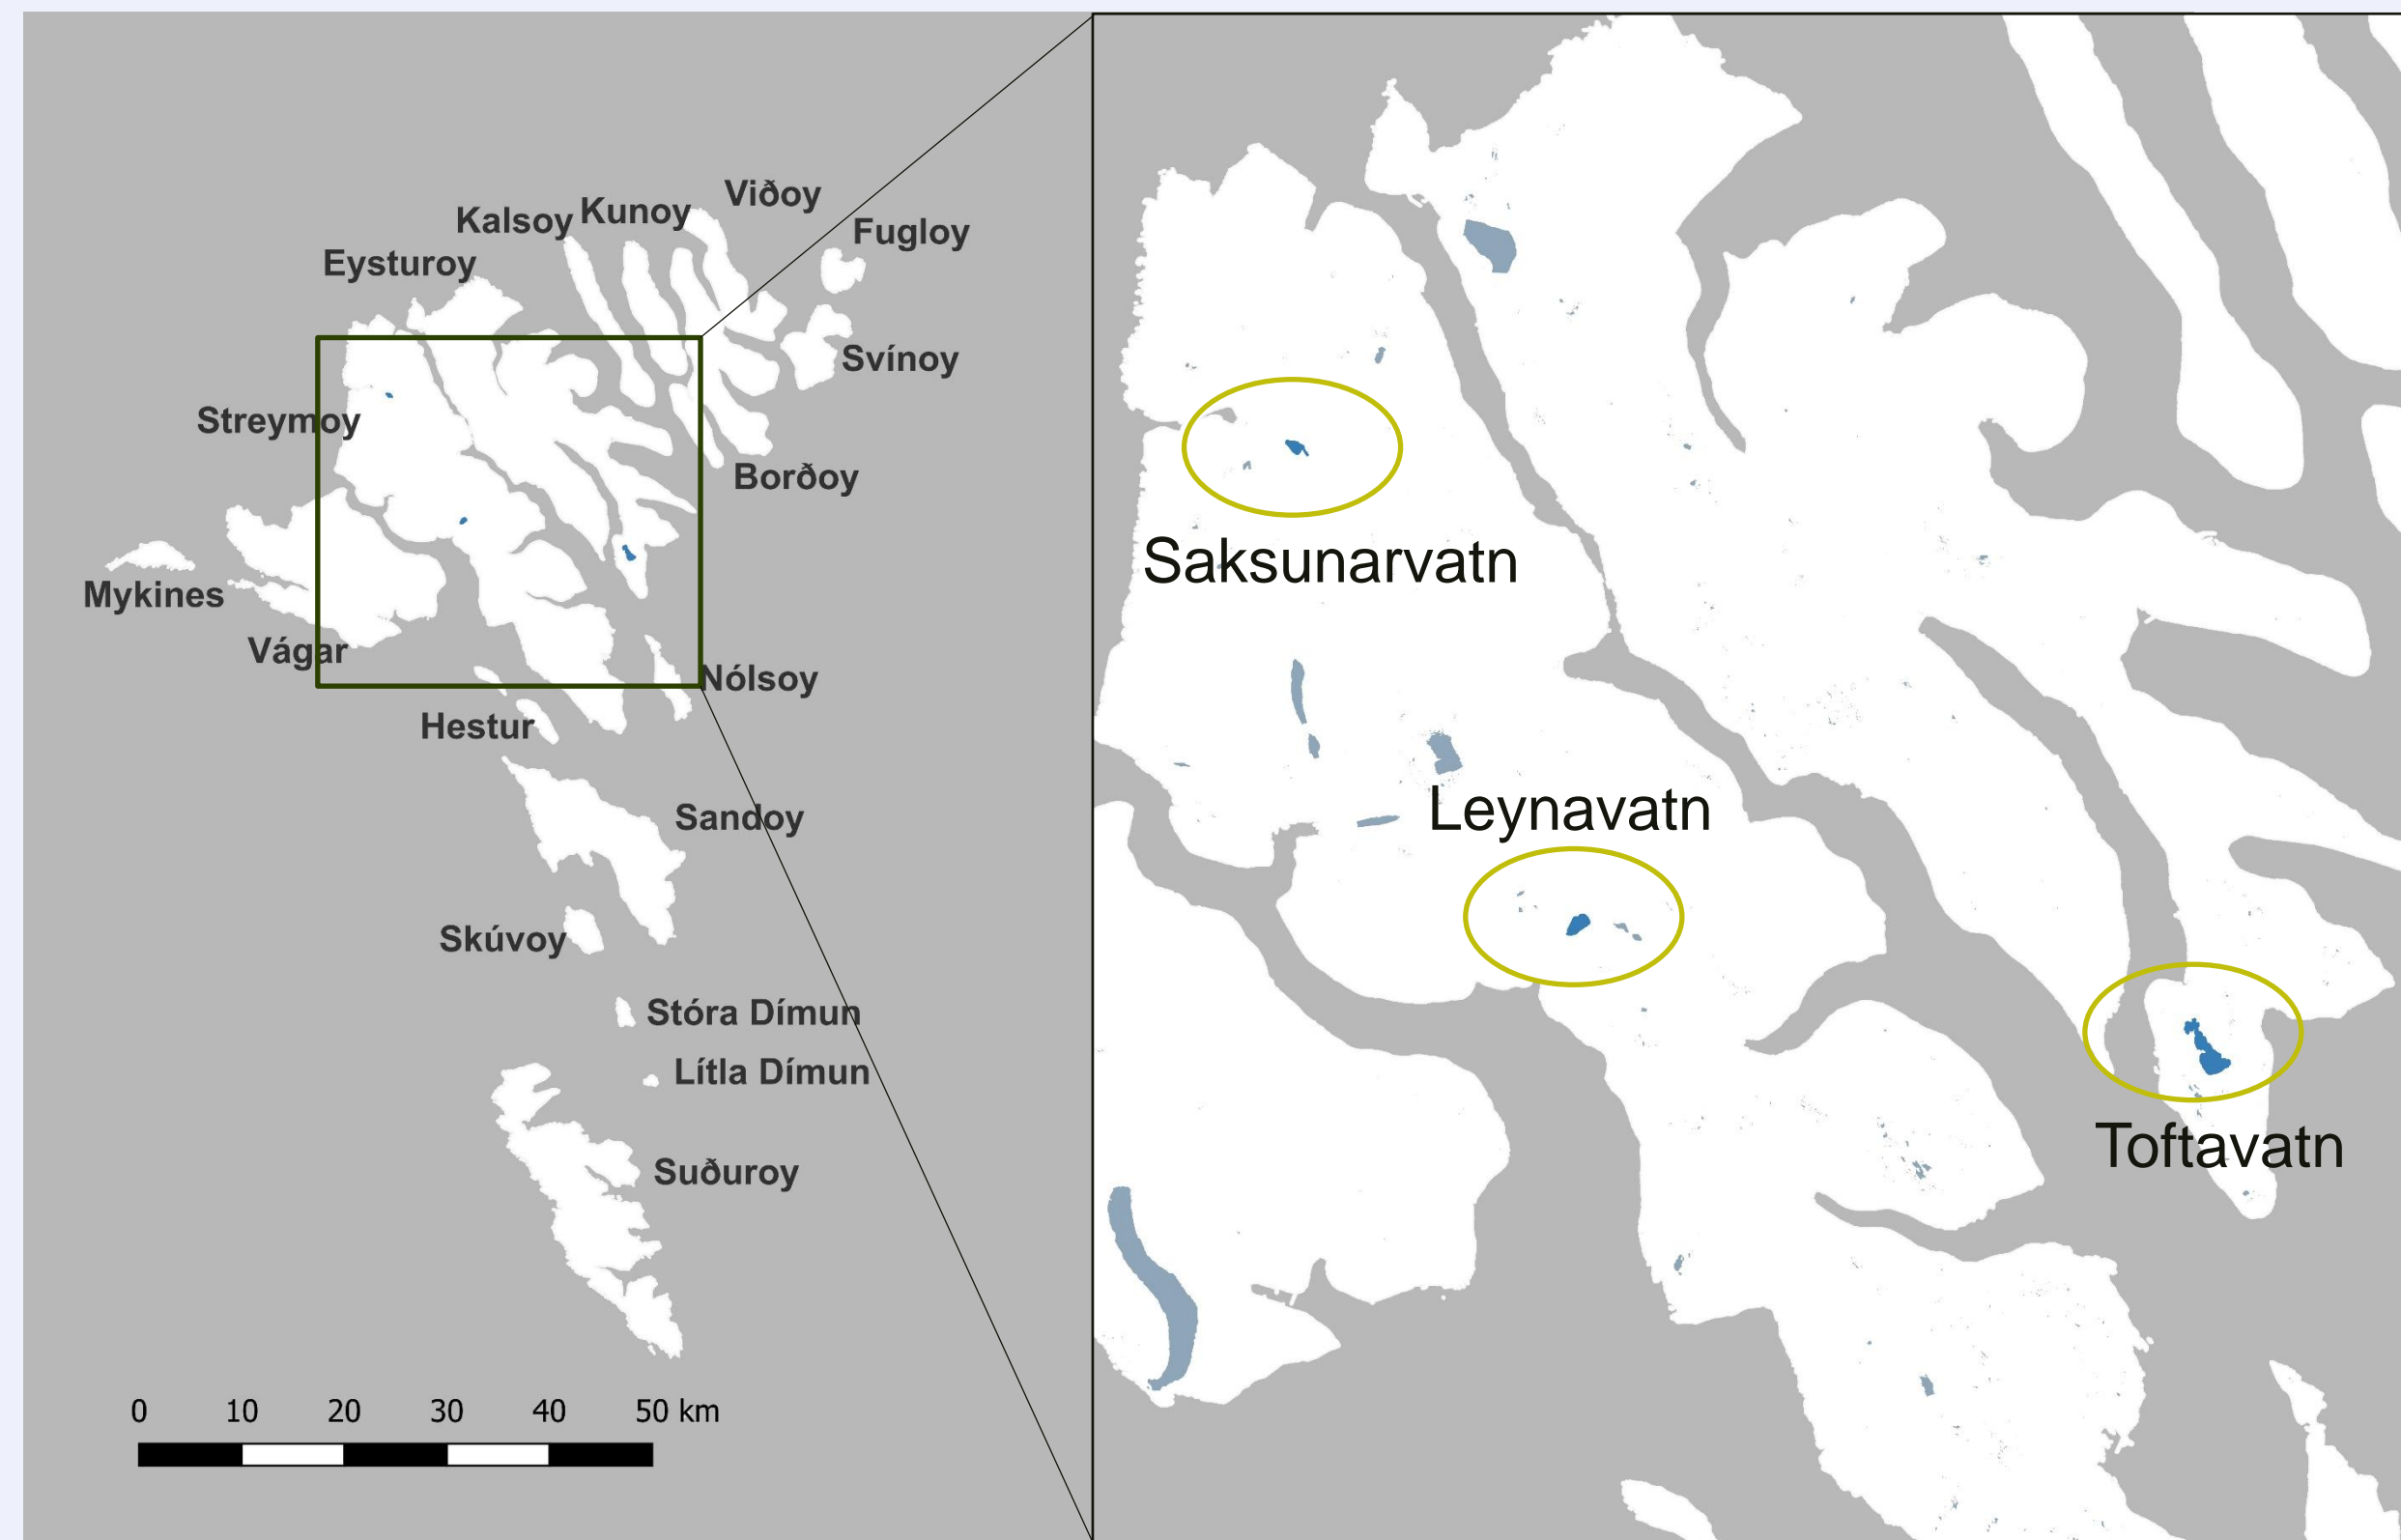 Viðoy
Kalsoy
Kunoy
Fugloy
Eysturoy
Svínoy
Streymoy
Borðoy
Mykines
Vágar
Nólsoy
Hestur
Sandoy
Skúvoy
Stóra Dímun
Lítla Dímun
Suðuroy
0 10 20 30 40 50 km
Saksunarvatn
Leynavatn
Toftavatn